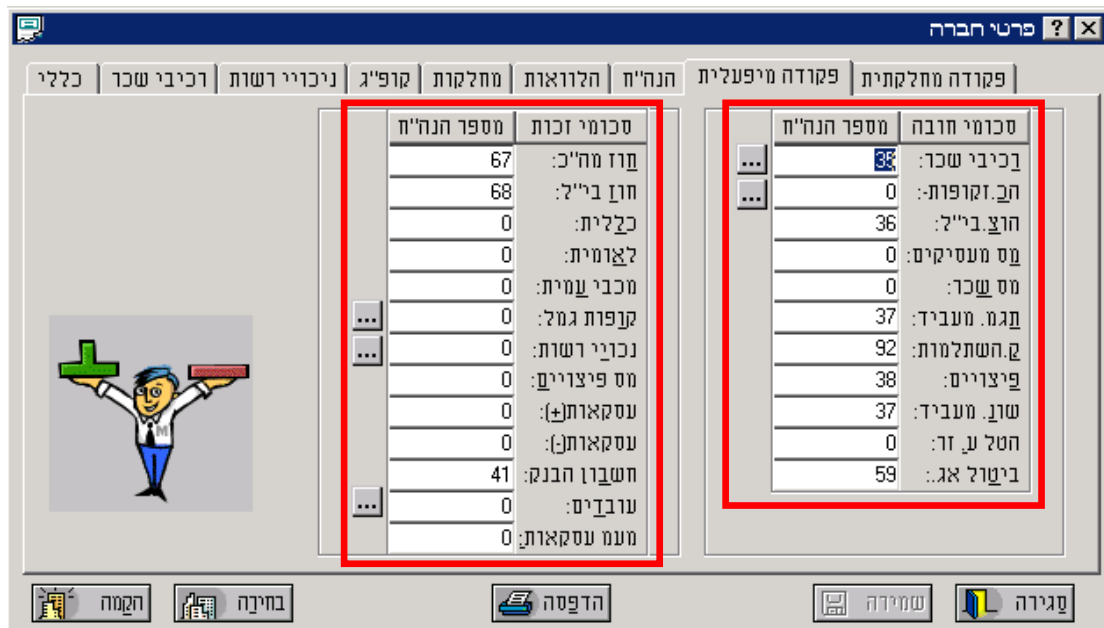 פרטי חברה
פקודה מחלקתית
פקודה מיפעלית
הנה"ח
הלוואות
מחלקות
קופ"ג
ניכויי רשות
רכיבי שכר
כללי
סכומי חובה מספר הנה"ח
רכיבי שכר: 35
הכ.זקופות-: 0
הוצ.בי"ל: 36
מס מעסיקים: 0
מס שכר: 0
תגמ. מעביד: 37
ק.השתלמות: 92
פיצויים: 38
שונ. מעביד: 37
הטל ע. זר: 0
ביטול אג.: 59
סכומי זכות מספר הנה"ח
חוז מה"כ: 67
חוז בי"ל: 68
כללית: 0
לאומית: 0
מכבי עמית: 0
קופות גמל: 0
נכויי רשות: 0
מס פיצויים: 0
עסקאות(+): 0
עסקאות(-): 0
חשבון הבנק: 41
עובדים: 0
מעמ עסקאות: 0
M
סגירה
שמירה
הדפסה
בחירה
הקמה